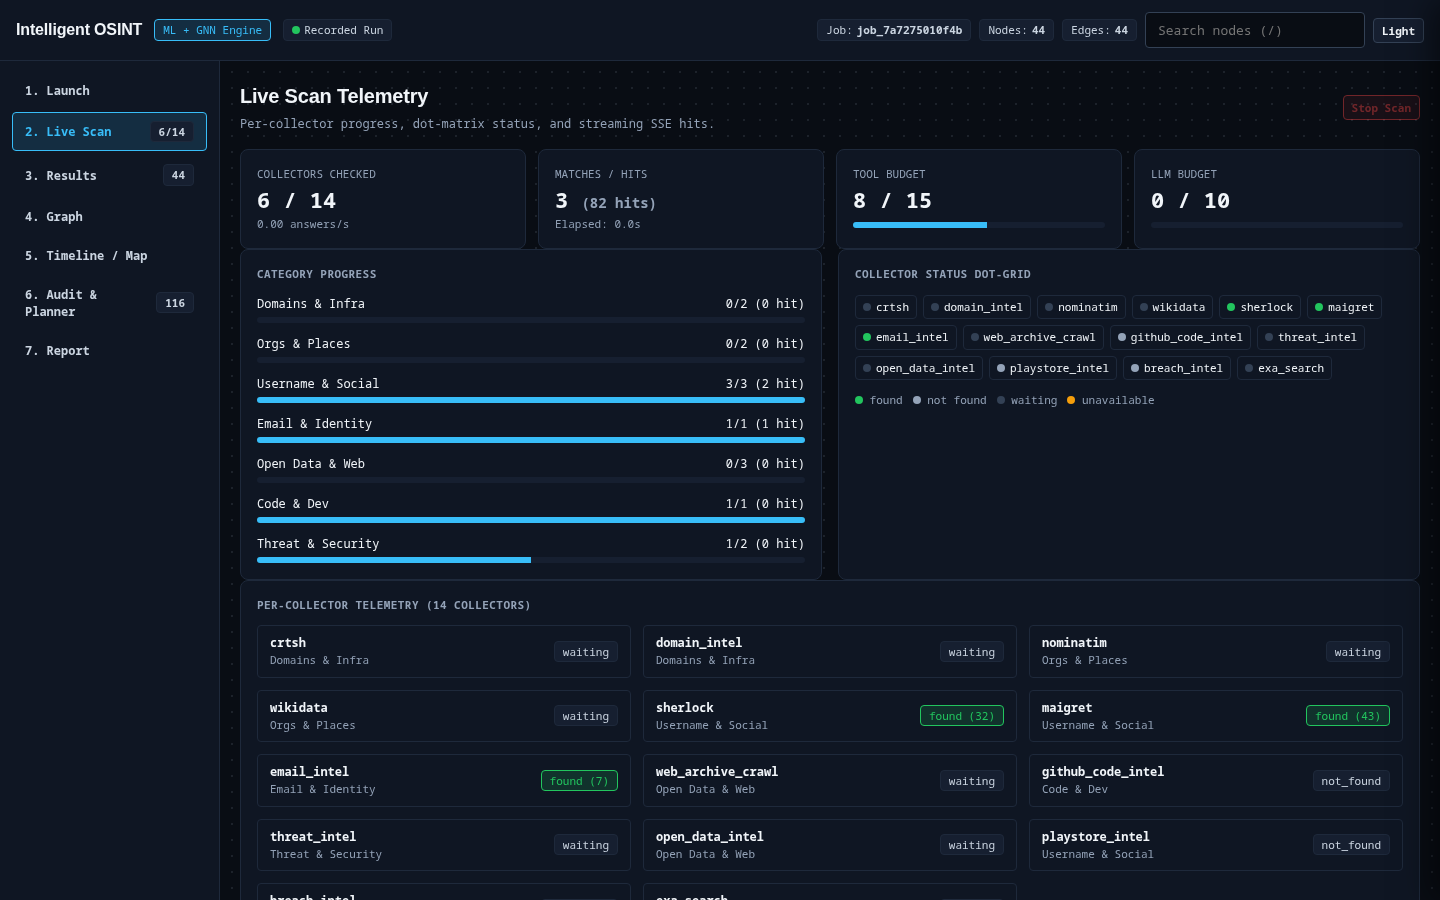 Intelligent OSINT
ML + GNN Engine
Recorded Run
Job: job_7a7275010f4b
Nodes: 44
Edges: 44
Search nodes (/)
Light
1. Launch
2. Live Scan 6/14
3. Results 44
4. Graph
5. Timeline / Map
6. Audit & Planner 116
7. Report
Live Scan Telemetry
Per-collector progress, dot-matrix status, and streaming SSE hits.
Stop Scan
COLLECTORS CHECKED
6 / 14
0.00 answers/s
MATCHES / HITS
3 (82 hits)
Elapsed: 0.0s
TOOL BUDGET
8 / 15
LLM BUDGET
0 / 10
CATEGORY PROGRESS
Domains & Infra 0/2 (0 hit)
Orgs & Places 0/2 (0 hit)
Username & Social 3/3 (2 hit)
Email & Identity 1/1 (1 hit)
Open Data & Web 0/3 (0 hit)
Code & Dev 1/1 (0 hit)
Threat & Security 1/2 (0 hit)
COLLECTOR STATUS DOT-GRID
crtsh domain_intel nominatim wikidata sherlock maigret
email_intel web_archive_crawl github_code_intel threat_intel
open_data_intel playstore_intel breach_intel exa_search
found not found waiting unavailable
PER-COLLECTOR TELEMETRY (14 COLLECTORS)
crtsh
Domains & Infra
waiting
domain_intel
Domains & Infra
waiting
nominatim
Orgs & Places
waiting
wikidata
Orgs & Places
waiting
sherlock
Username & Social
found (32)
maigret
Username & Social
found (43)
email_intel
Email & Identity
found (7)
web_archive_crawl
Open Data & Web
waiting
github_code_intel
Code & Dev
not_found
threat_intel
Threat & Security
waiting
open_data_intel
Open Data & Web
waiting
playstore_intel
Username & Social
not_found